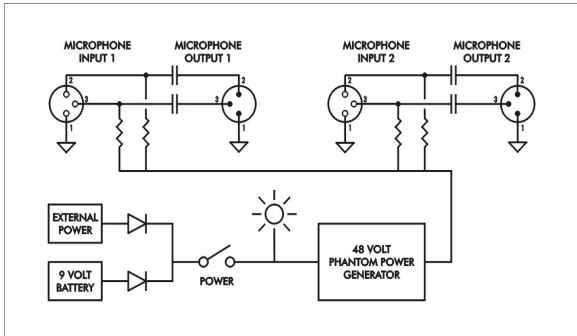 MICROPHONE
INPUT 1
MICROPHONE
OUTPUT 1
MICROPHONE
INPUT 2
MICROPHONE
OUTPUT 2
2
2
3
3
1
1
2
2
3
3
1
1
EXTERNAL
POWER
9 VOLT
BATTERY
POWER
48 VOLT
PHANTOM POWER
GENERATOR